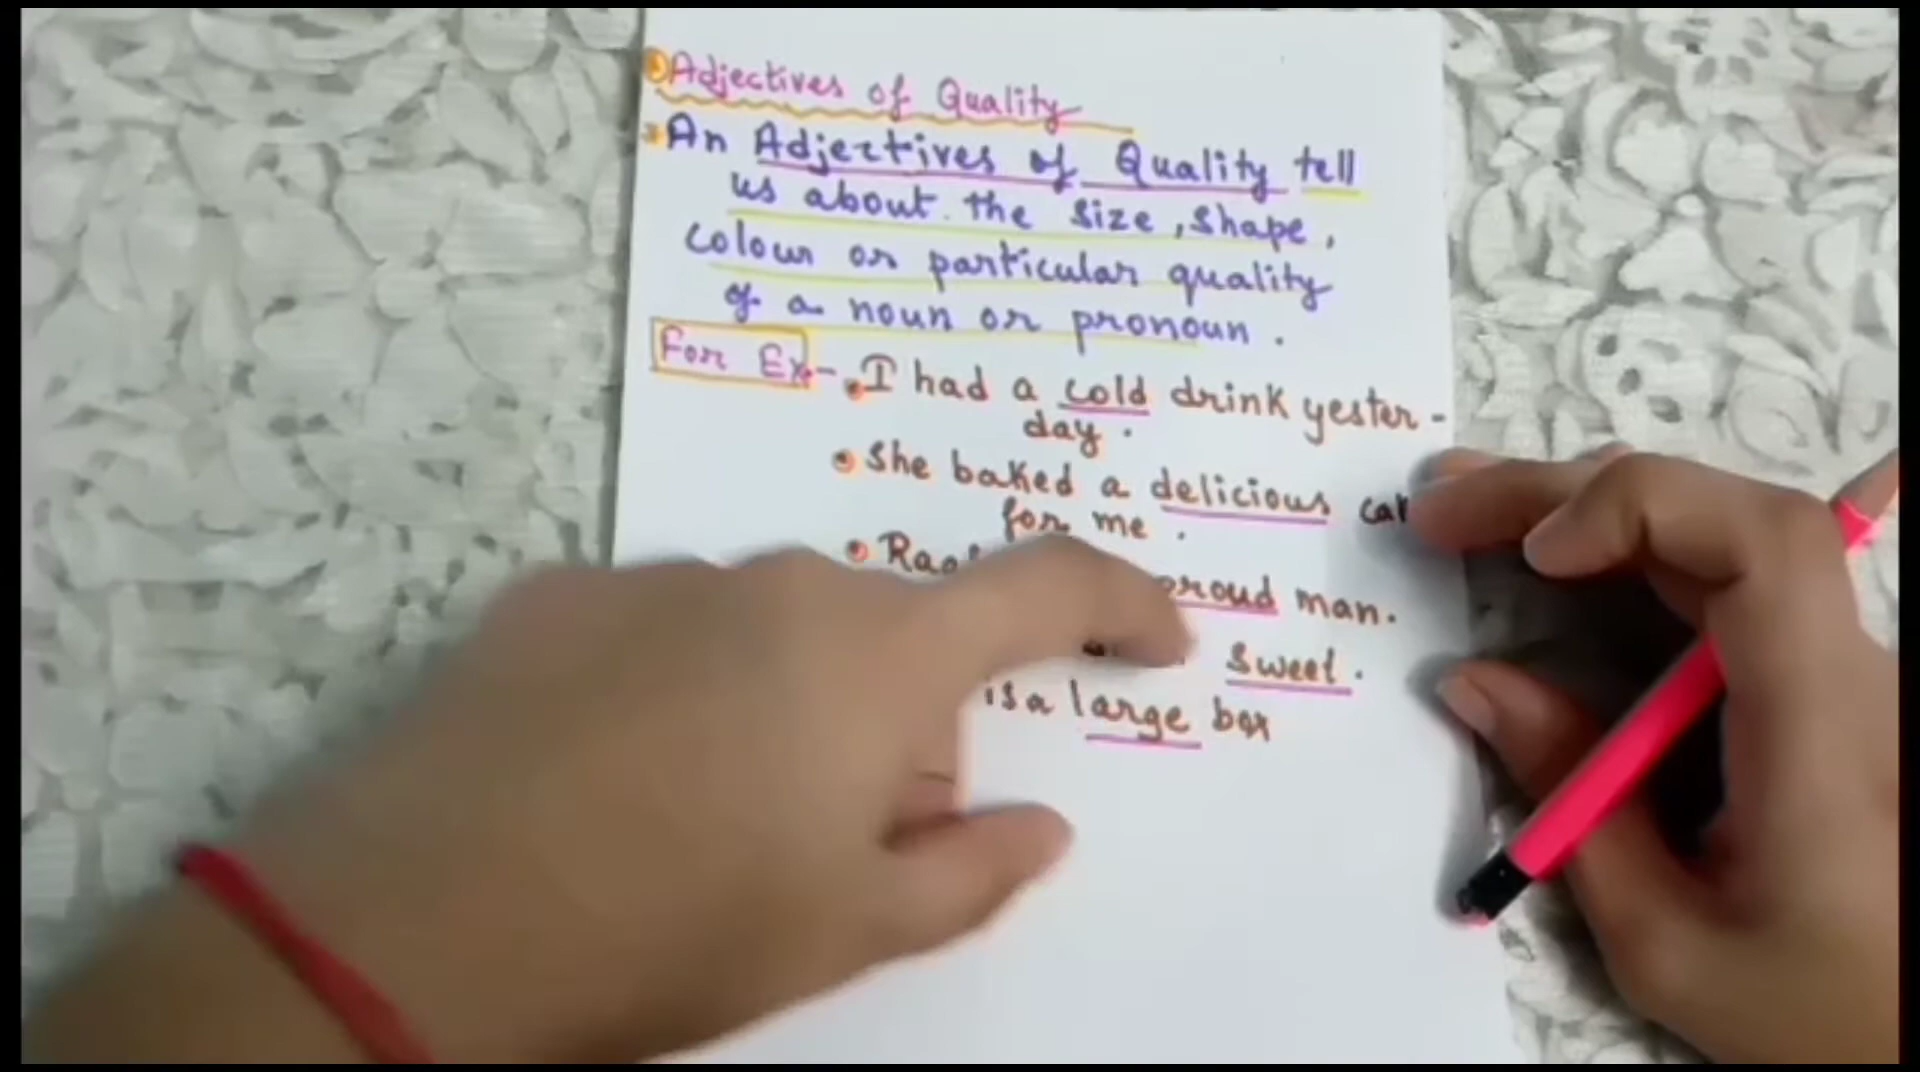 Adjectives of Quality
An Adjectives of Quality tell
us about the size, shape,
colour or particular quality
of a noun or pronoun.
For Ex.- I had a cold drink yester-
day.
She baked a delicious
for me.
proud man.
sweet.
is a large box